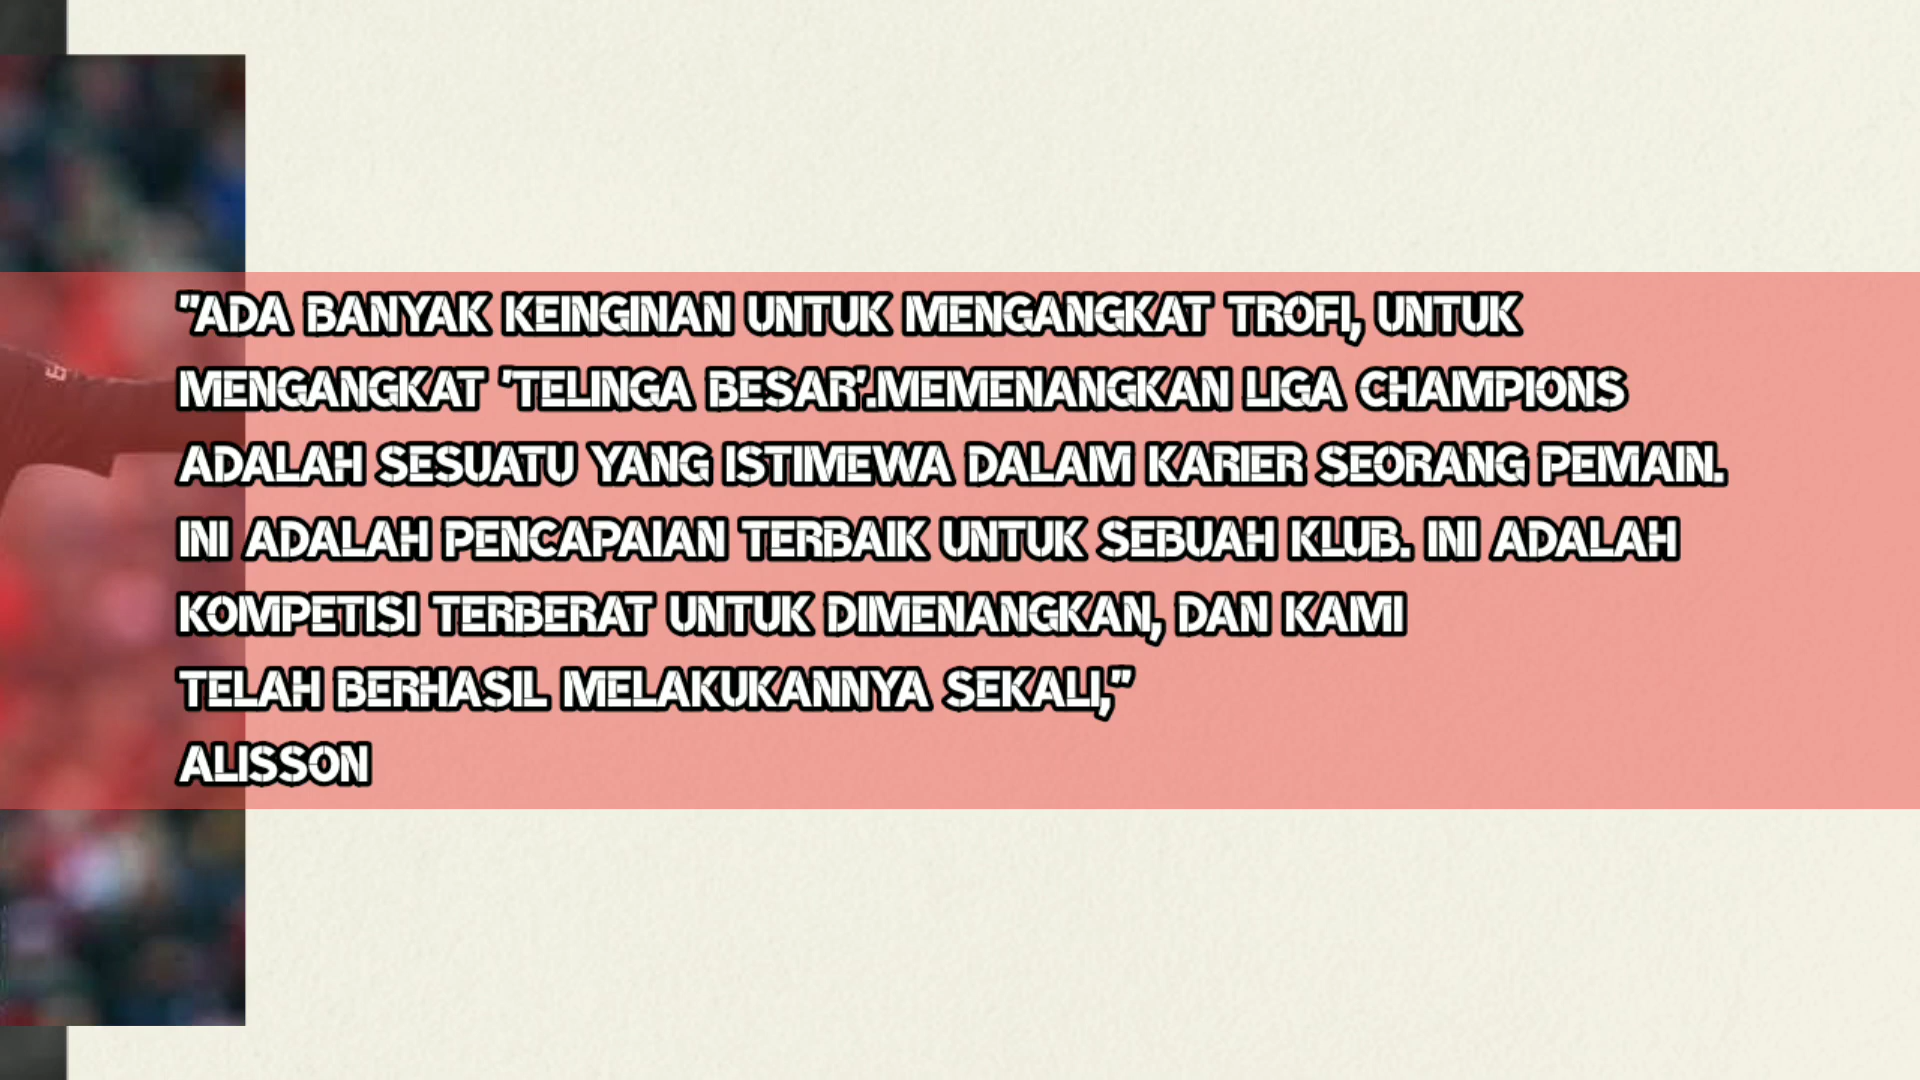 "ADA BANYAK KEINGINAN UNTUK MENGANGKAT TROFI, UNTUK
MENGANGKAT 'TELINGA BESAR'.MEMENANGKAN LIGA CHAMPIONS
ADALAH SESUATU YANG ISTIMEWA DALAM KARIER SEORANG PEMAIN.
INI ADALAH PENCAPAIAN TERBAIK UNTUK SEBUAH KLUB. INI ADALAH
KOMPETISI TERBERAT UNTUK DIMENANGKAN, DAN KAMI
TELAH BERHASIL MELAKUKANNYA SEKALI,"
ALISSON